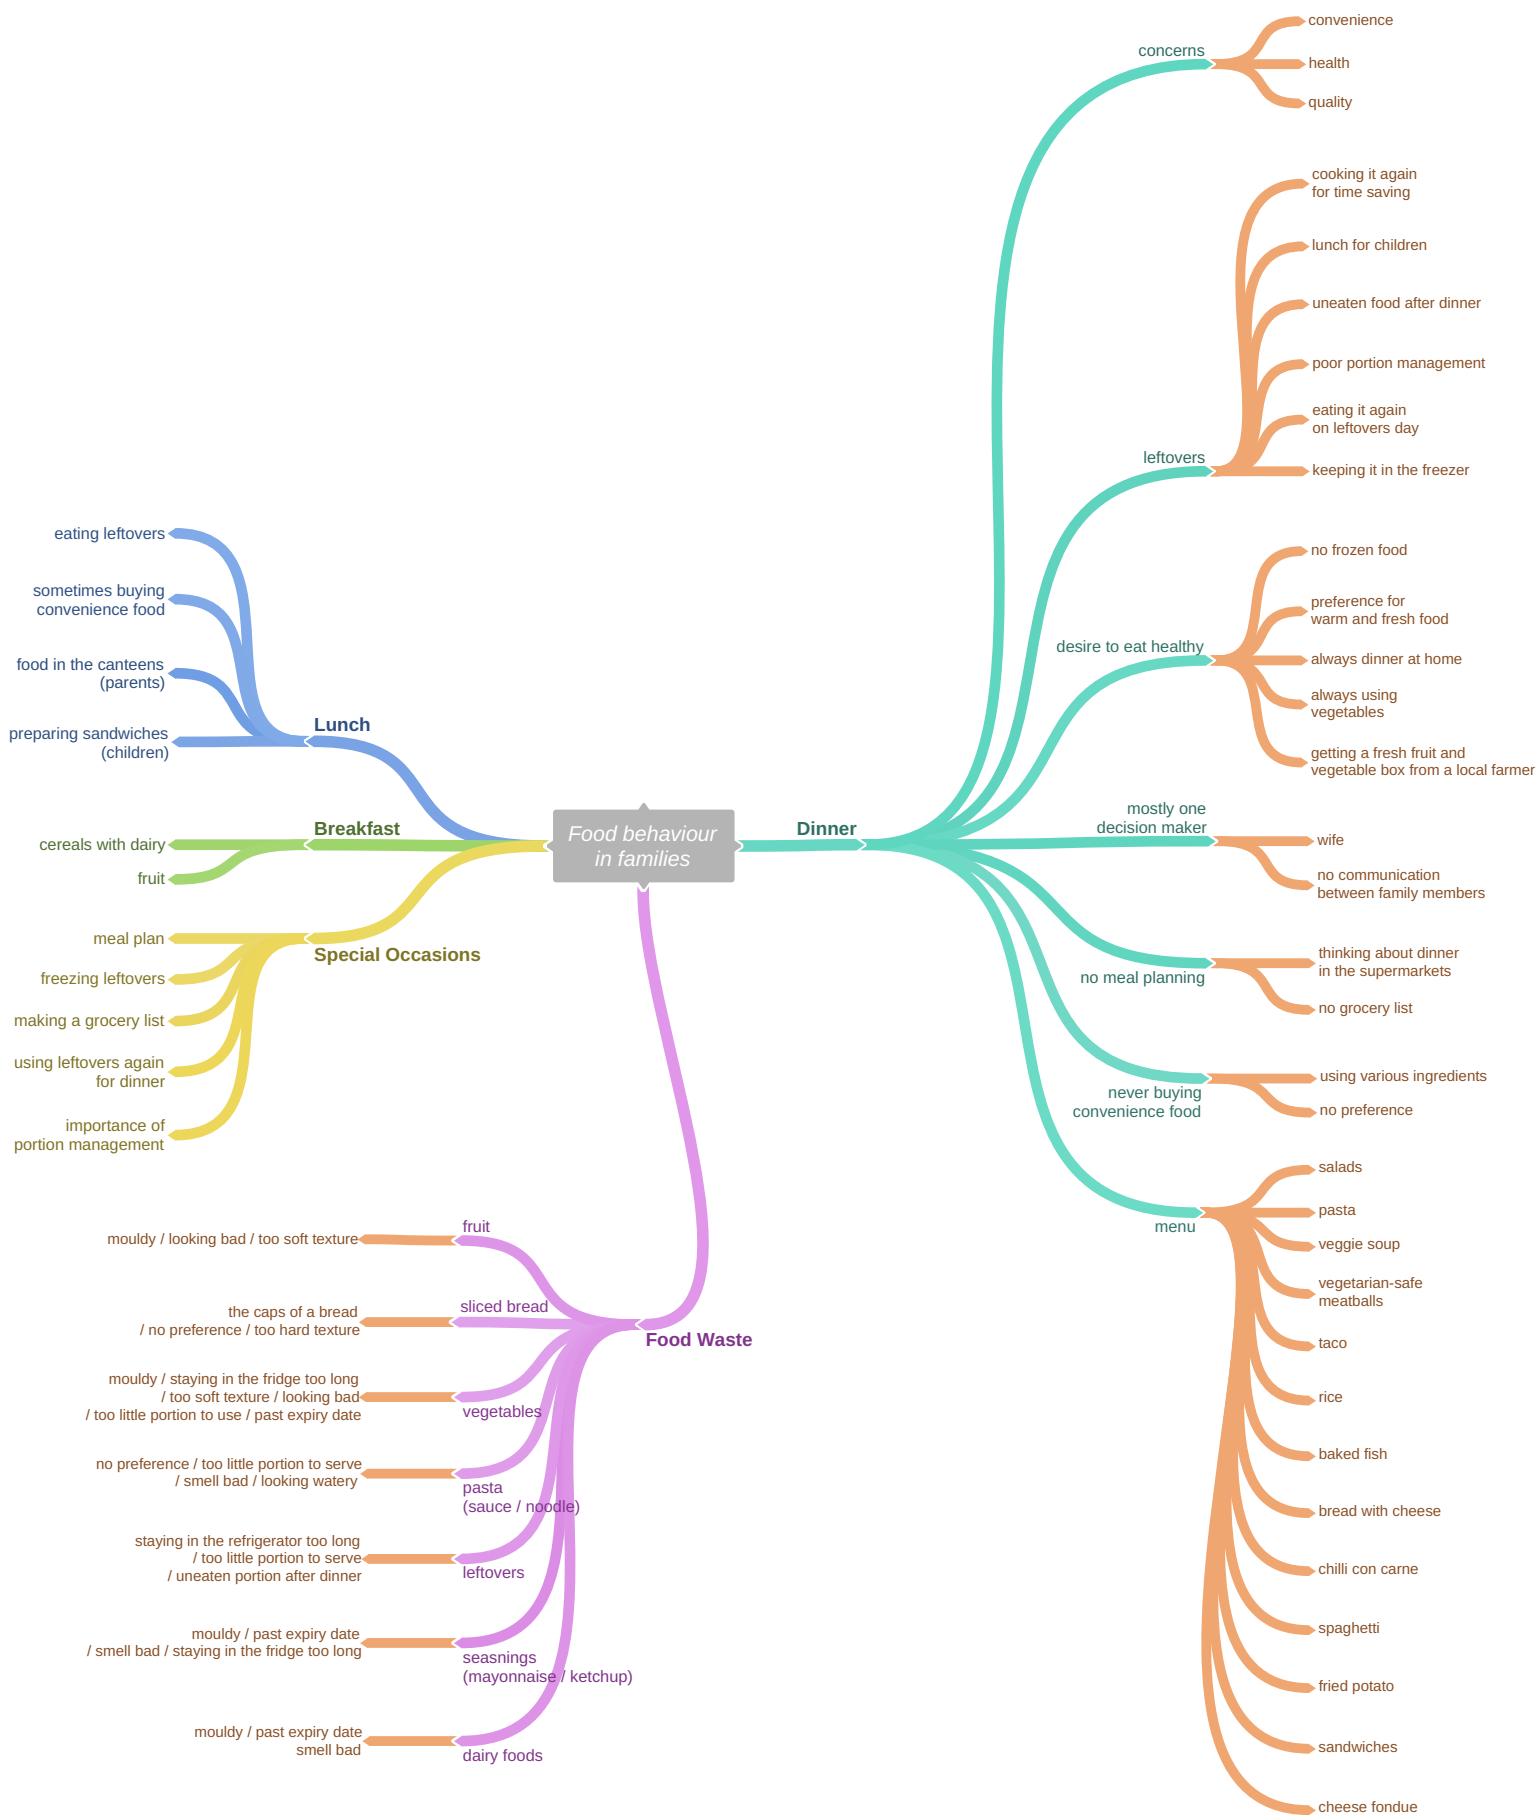 Food behaviour
in families
Lunch
eating leftovers
sometimes buying
convenience food
food in the canteens
(parents)
preparing sandwiches
(children)
Breakfast
cereals with dairy
fruit
Special Occasions
meal plan
freezing leftovers
making a grocery list
using leftovers again
for dinner
importance of
portion management
Food Waste
fruit
mouldy / looking bad / too soft texture
sliced bread
the caps of a bread
/ no preference / too hard texture
vegetables
mouldy / staying in the fridge too long
/ too soft texture / looking bad
/ too little portion to use / past expiry date
pasta
(sauce / noodle)
no preference / too little portion to serve
/ smell bad / looking watery
leftovers
staying in the refrigerator too long
/ too little portion to serve
/ uneaten portion after dinner
seasnings
(mayonnaise / ketchup)
mouldy / past expiry date
/ smell bad / staying in the fridge too long
dairy foods
mouldy / past expiry date
smell bad
Dinner
concerns
convenience
health
quality
leftovers
cooking it again
for time saving
lunch for children
uneaten food after dinner
poor portion management
eating it again
on leftovers day
keeping it in the freezer
desire to eat healthy
no frozen food
preference for
warm and fresh food
always dinner at home
always using
vegetables
getting a fresh fruit and
vegetable box from a local farmer
mostly one
decision maker
wife
no communication
between family members
no meal planning
thinking about dinner
in the supermarkets
no grocery list
never buying
convenience food
using various ingredients
no preference
menu
salads
pasta
veggie soup
vegetarian-safe
meatballs
taco
rice
baked fish
bread with cheese
chilli con carne
spaghetti
fried potato
sandwiches
cheese fondue